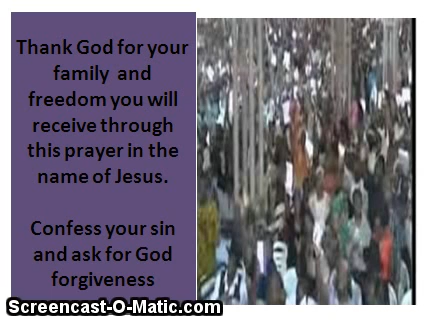 Thank God for your
family and
freedom you will
receive through
this prayer in the
name of Jesus.
Confess your sin
and ask for God
forgiveness
Screencast-O-Matic.com